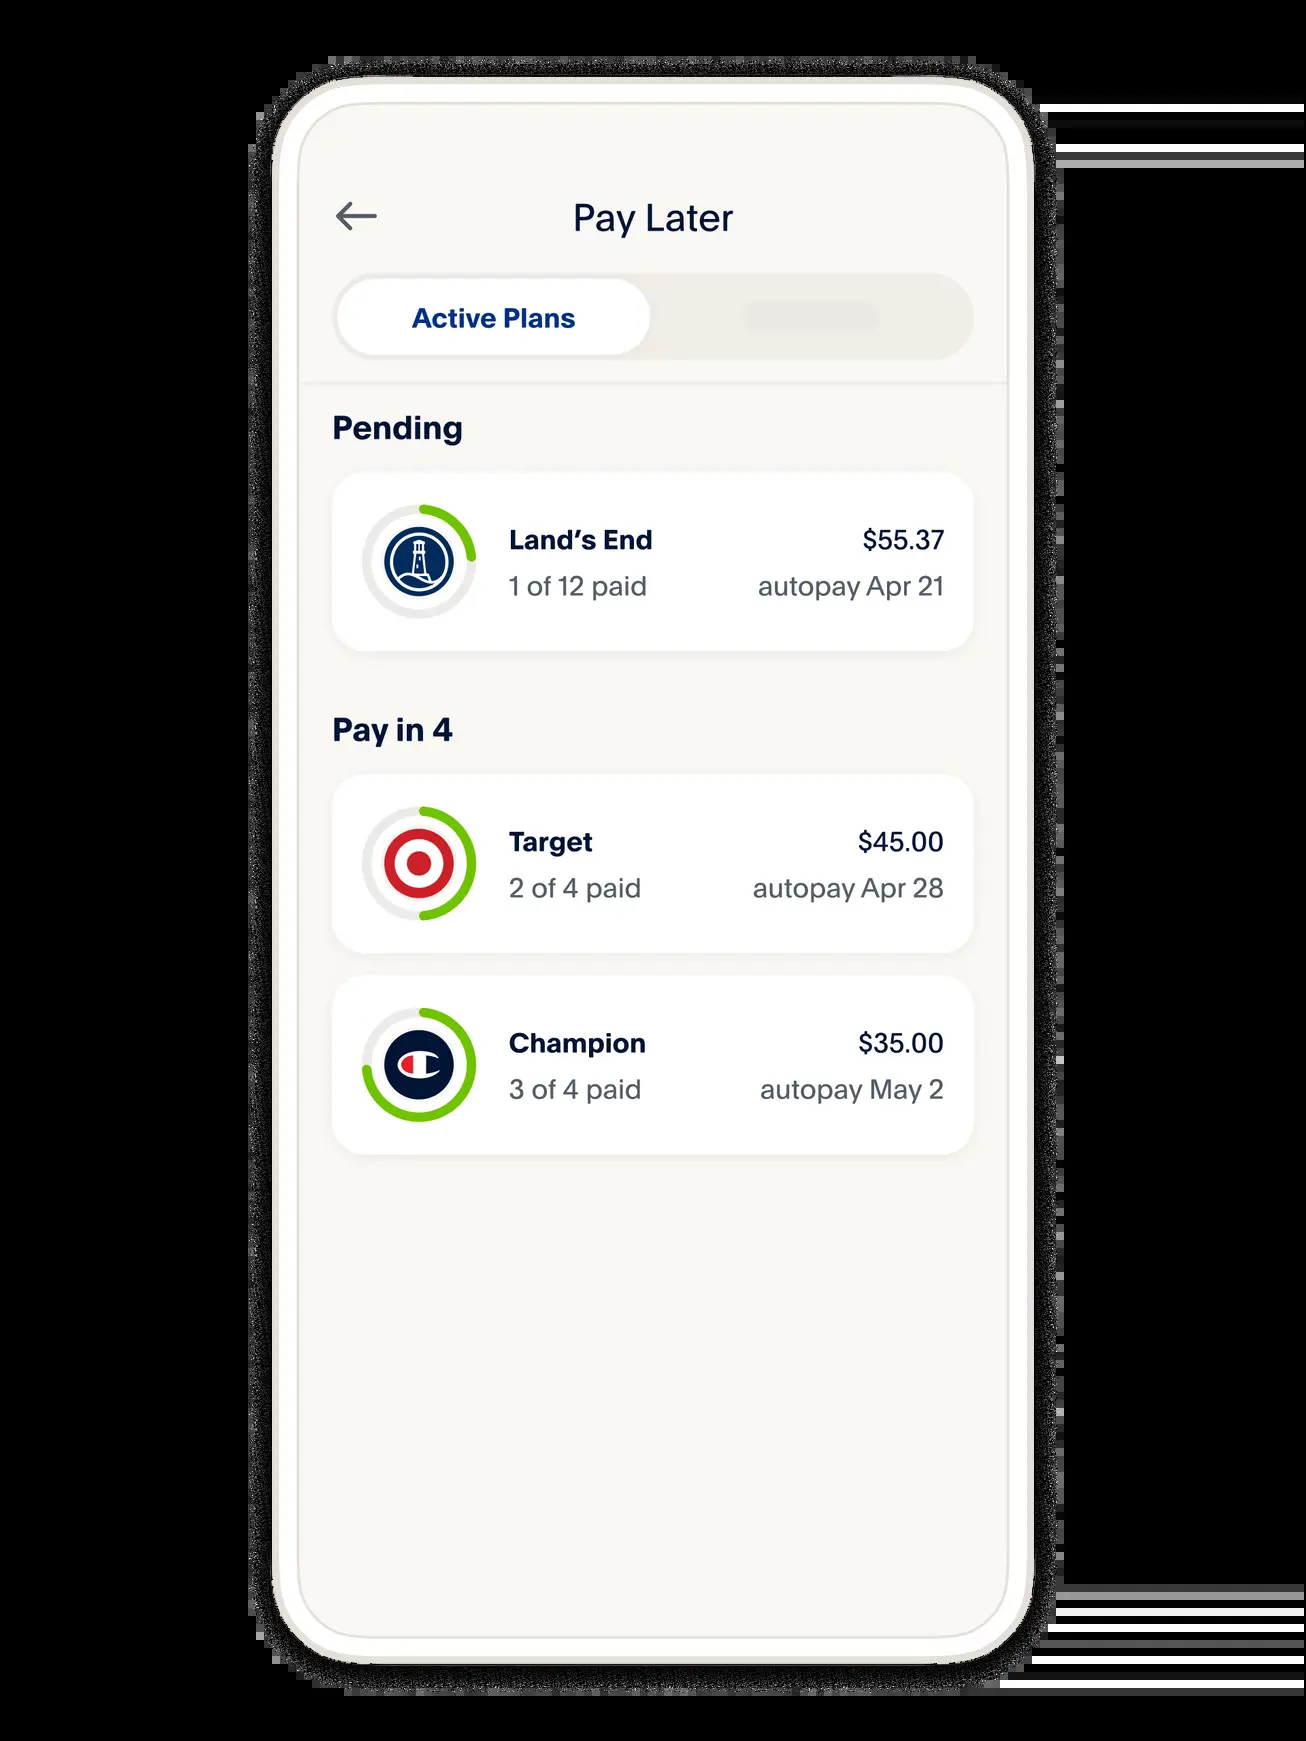 Pay Later
Active Plans
Pending
Land’s End
$55.37
1 of 12 paid
autopay Apr 21
Pay in 4
Target
$45.00
2 of 4 paid
autopay Apr 28
Champion
$35.00
3 of 4 paid
autopay May 2